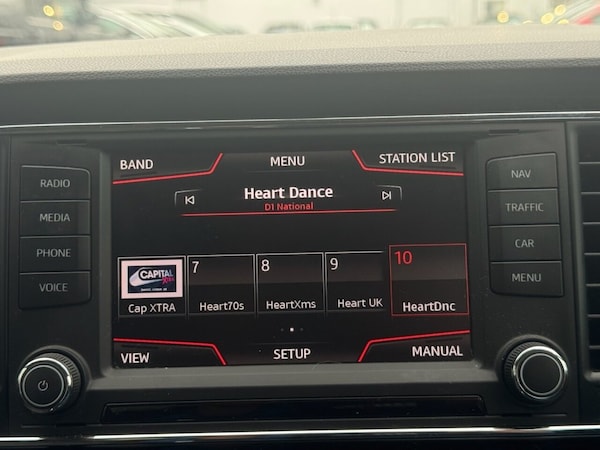 BAND
MENU
STATION LIST
Heart Dance
D1 National
RADIO
MEDIA
PHONE
VOICE
CAPITAL
Cap XTRA
7
Heart70s
8
HeartXms
9
Heart UK
10
HeartDnc
VIEW
SETUP
MANUAL
NAV
TRAFFIC
CAR
MENU